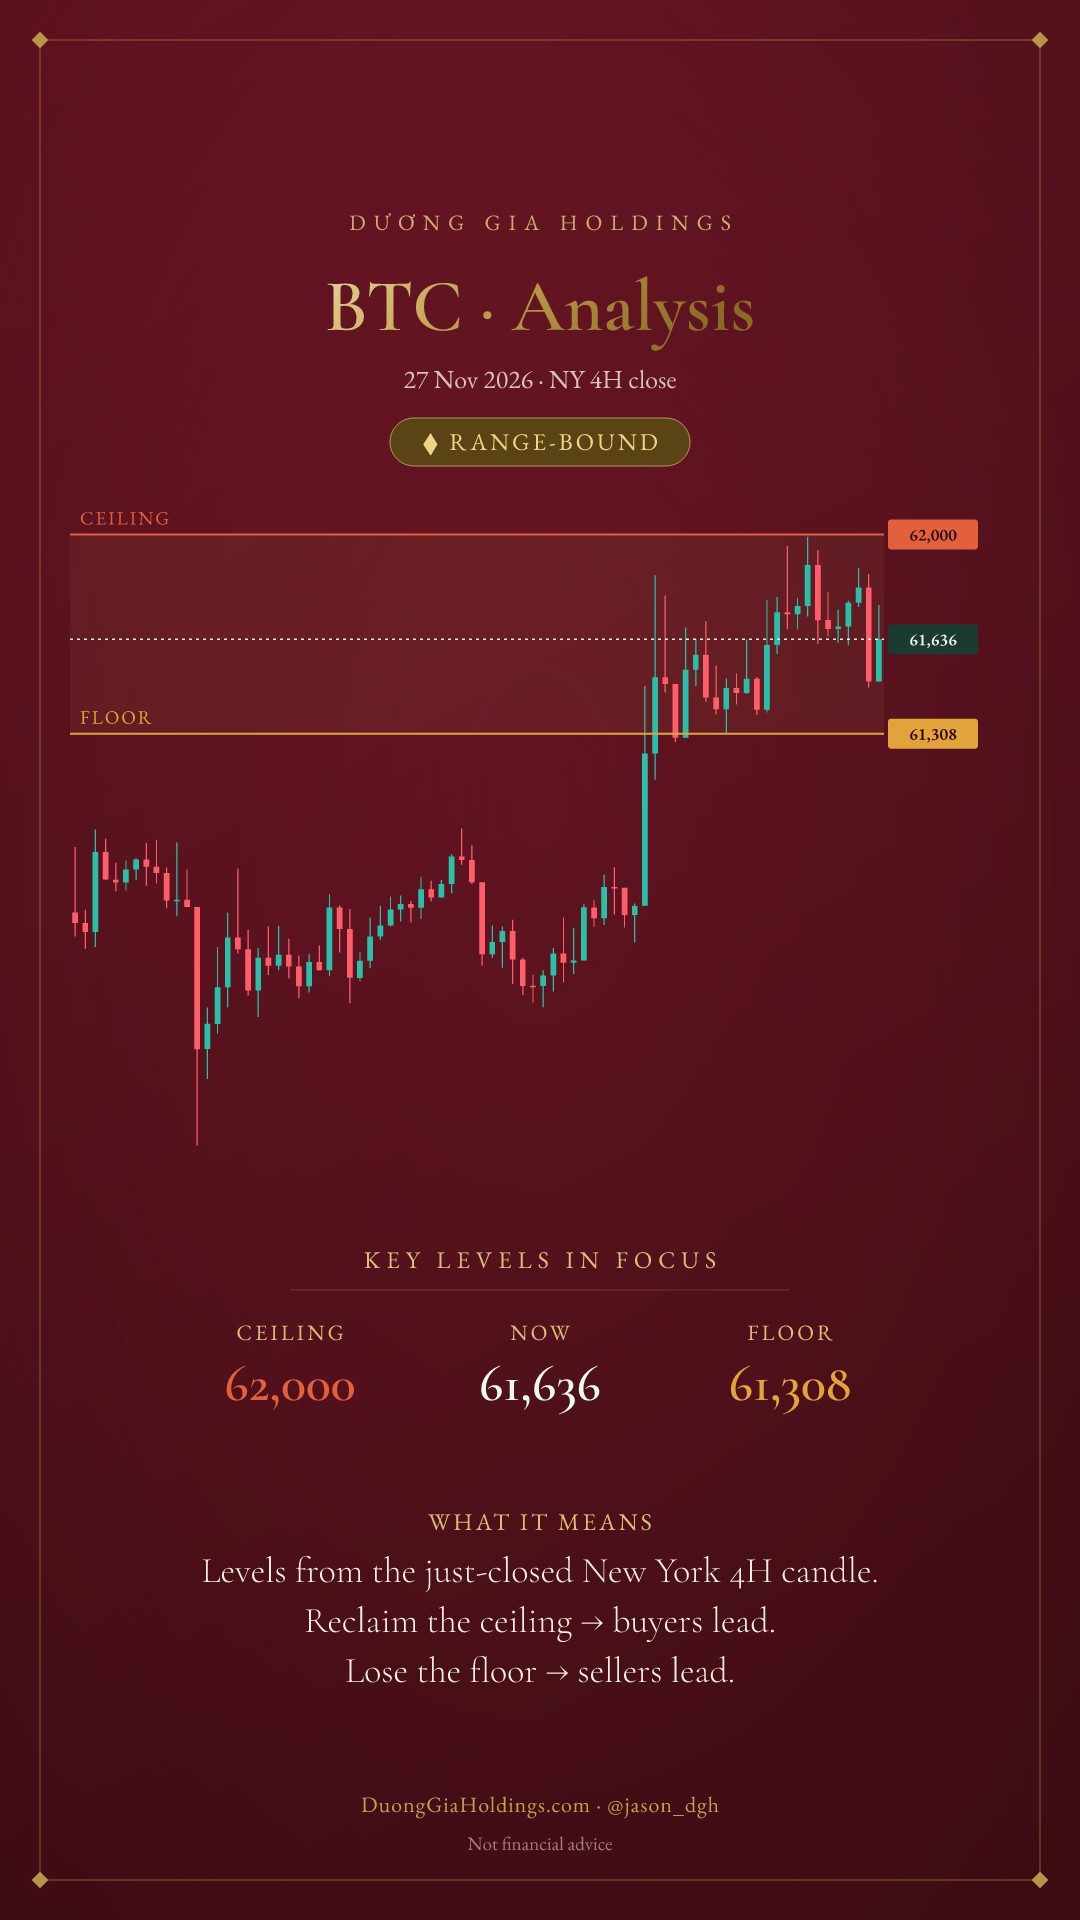 DƯƠNG GIA HOLDINGS
BTC · Analysis
27 Nov 2026 · NY 4H close
♦ RANGE-BOUND
CEILING
62,000
61,636
FLOOR
61,308
KEY LEVELS IN FOCUS
CEILING NOW FLOOR
62,000 61,636 61,308
WHAT IT MEANS
Levels from the just-closed New York 4H candle.
Reclaim the ceiling → buyers lead.
Lose the floor → sellers lead.
DuongGiaHoldings.com · @jason_dgh
Not financial advice